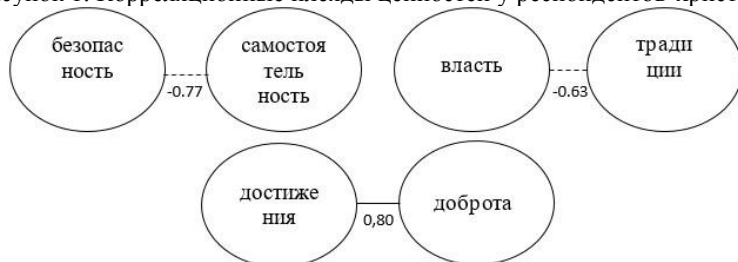 безопас
ность
самостоя
тель
ность
власть
тради
ции
-0.77
-0.63
достиже
ния
доброта
0,80